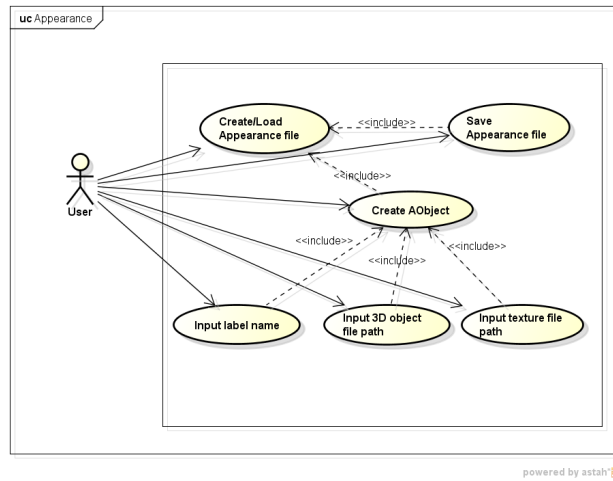 uc Appearance
Create/Load
Appearance file
<<include>>
Save
Appearance file
<<include>>
User
Create AObject
<<include>>
<<include>>
<<include>>
Input label name
Input 3D object
file path
Input texture file
path
powered by astah*